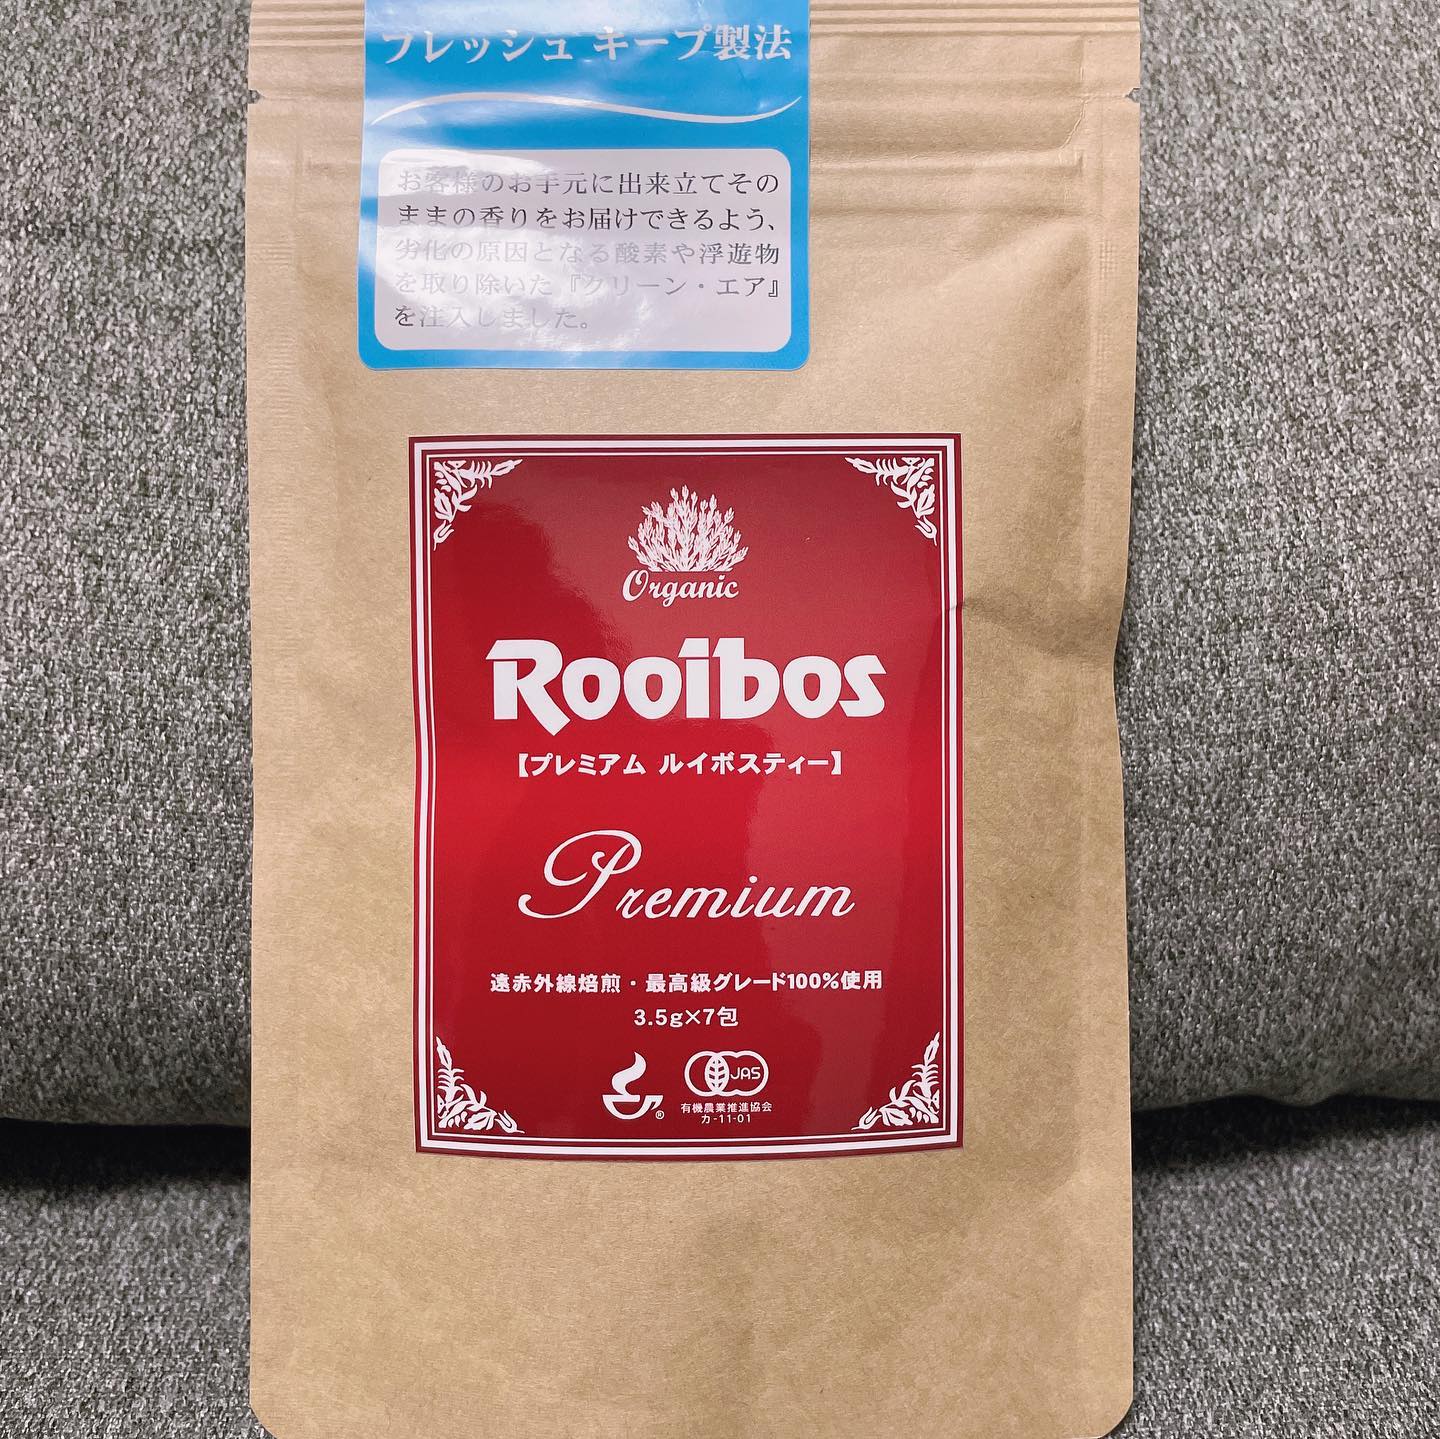 フレッシュ キープ製法
お客様のお手元に出来立てその
ままの香りをお届けできるよう、
劣化の原因となる酸素や浮遊物
を取り除いた『クリーン・エア』
を注入しました。
Organic
Rooibos
【プレミアム ルイボスティー】
Premium
遠赤外線焙煎・最高級グレード100%使用
3.5g×7包
® JAS
有機農業推進協会
カ-11-01